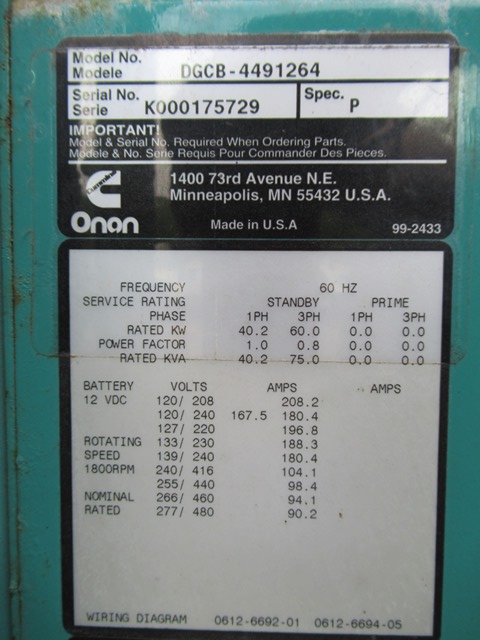 Model No.
Modele DGCB-4491264
Serial No.
Serie K000175729 Spec. P
IMPORTANT!
Model & Serial No. Required When Ordering Parts.
Modele & No. Serie Requis Pour Commander Des Pieces.
Cummins
Onan
1400 73rd Avenue N.E.
Minneapolis, MN 55432 U.S.A.
Made in U.S.A
99-2433
FREQUENCY 60 HZ
SERVICE RATING STANDBY PRIME
PHASE 1PH 3PH 1PH 3PH
RATED KW 40.2 60.0 0.0 0.0
POWER FACTOR 1.0 0.8 0.0 0.0
RATED KVA 40.2 75.0 0.0 0.0
BATTERY VOLTS AMPS AMPS
12 VDC 120/ 208 208.2
120/ 240 167.5 180.4
127/ 220 196.8
ROTATING 133/ 230 188.3
SPEED 139/ 240 180.4
1800RPM 240/ 416 104.1
255/ 440 98.4
NOMINAL 266/ 460 94.1
RATED 277/ 480 90.2
WIRING DIAGRAM 0612-6692-01 0612-6694-05